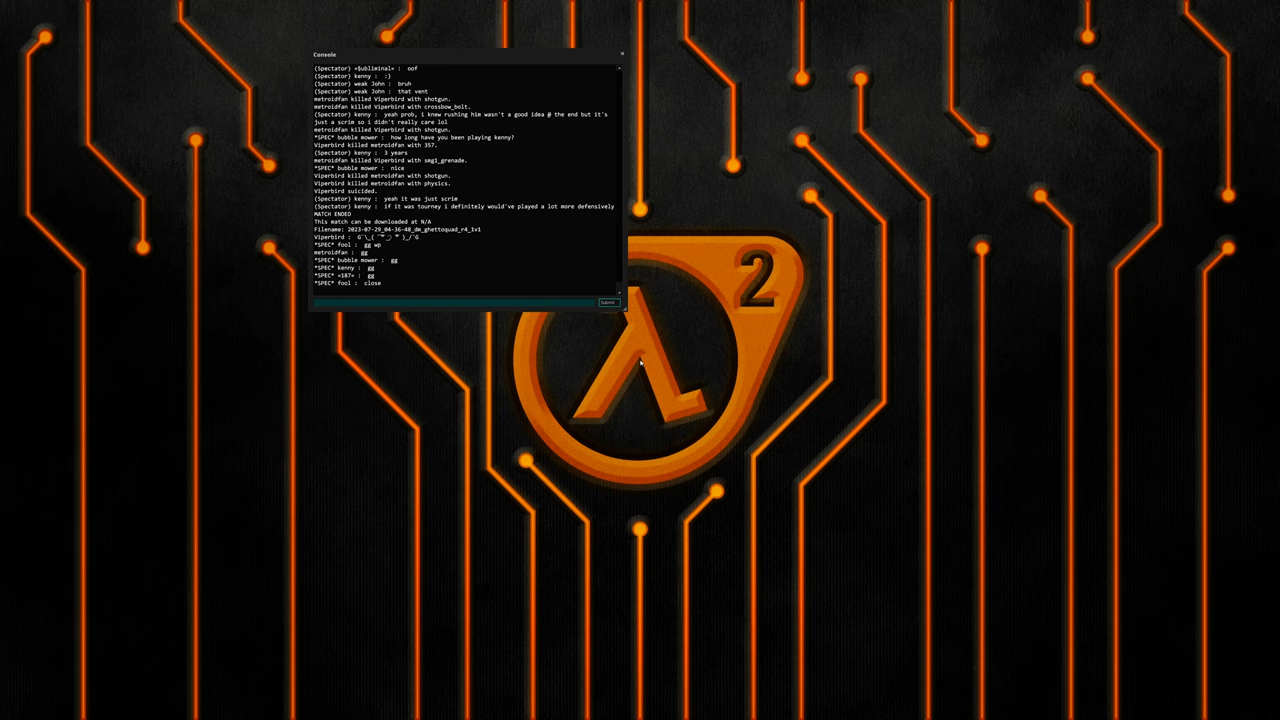 Console
(Spectator) «$ubliminal» :  oof
(Spectator) kenny :  :)
(Spectator) weak John :  bruh
(Spectator) weak John :  that vent
metroidfan killed Viperbird with shotgun.
metroidfan killed Viperbird with crossbow_bolt.
(Spectator) kenny :  yeah prob, i knew rushing him wasn't a good idea @ the end but it's
just a scrim so i didn't really care lol
metroidfan killed Viperbird with shotgun.
*SPEC* bubble mower :  how long have you been playing kenny?
Viperbird killed metroidfan with 357.
(Spectator) kenny :  3 years
metroidfan killed Viperbird with smg1_grenade.
*SPEC* bubble mower :  nice
Viperbird killed metroidfan with shotgun.
Viperbird killed metroidfan with physics.
Viperbird suicided.
(Spectator) kenny :  yeah it was just scrim
(Spectator) kenny :  if it was tourney i definitely would've played a lot more defensively
MATCH ENDED
This match can be downloaded at N/A
Filename: 2023-07-29_04-36-48_dm_ghettoquad_r4_1v1
Viperbird :
*SPEC* fool :  gg wp
metroidfan :  gg
*SPEC* bubble mower :  gg
*SPEC* kenny :  gg
*SPEC* «187» :  gg
*SPEC* fool :  close
Submit
2